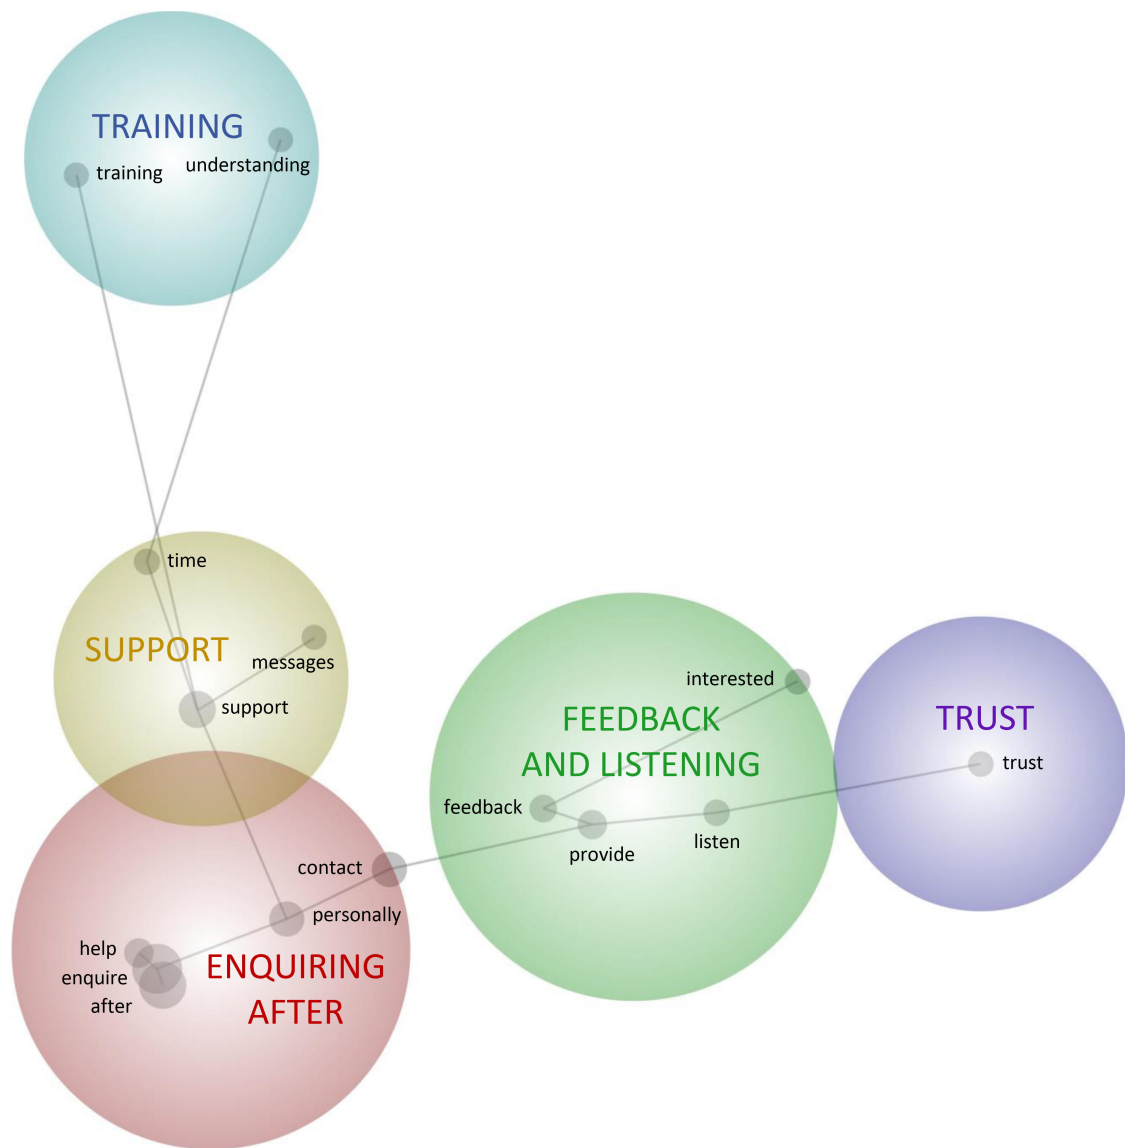 TRAINING
training
understanding
time
SUPPORT
messages
support
interested
FEEDBACK
AND LISTENING
feedback
provide
listen
TRUST
trust
contact
personally
help
enquire
after
ENQUIRING
AFTER